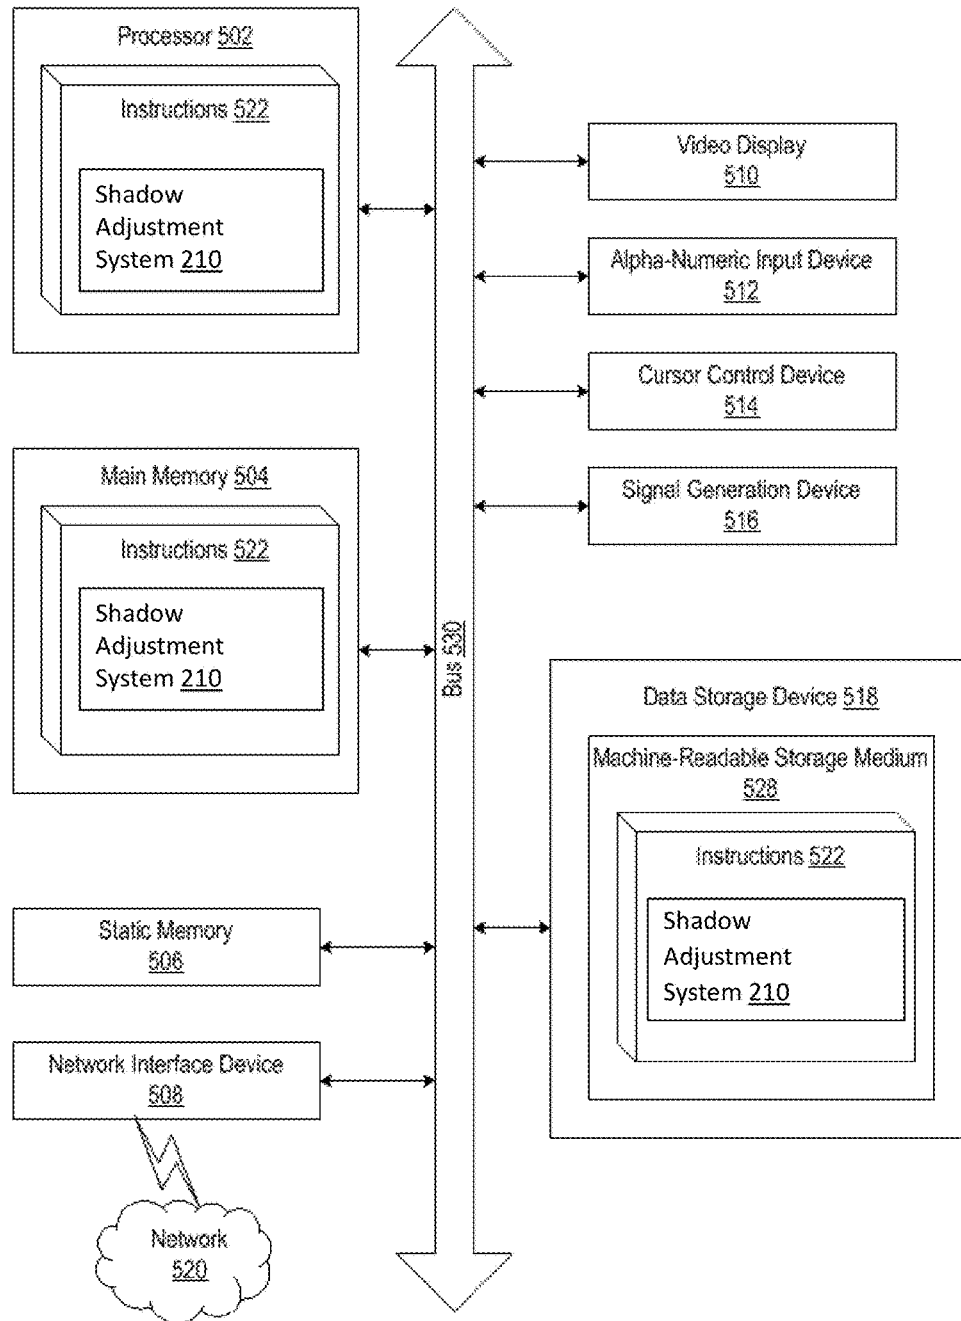 Processor 502
Instructions 522
Shadow
Adjustment
System 210
Main Memory 504
Instructions 522
Shadow
Adjustment
System 210
Static Memory
506
Network Interface Device
508
Network
520
Bus 530
Video Display
510
Alpha-Numeric Input Device
512
Cursor Control Device
514
Signal Generation Device
516
Data Storage Device 518
Machine-Readable Storage Medium
528
Instructions 522
Shadow
Adjustment
System 210